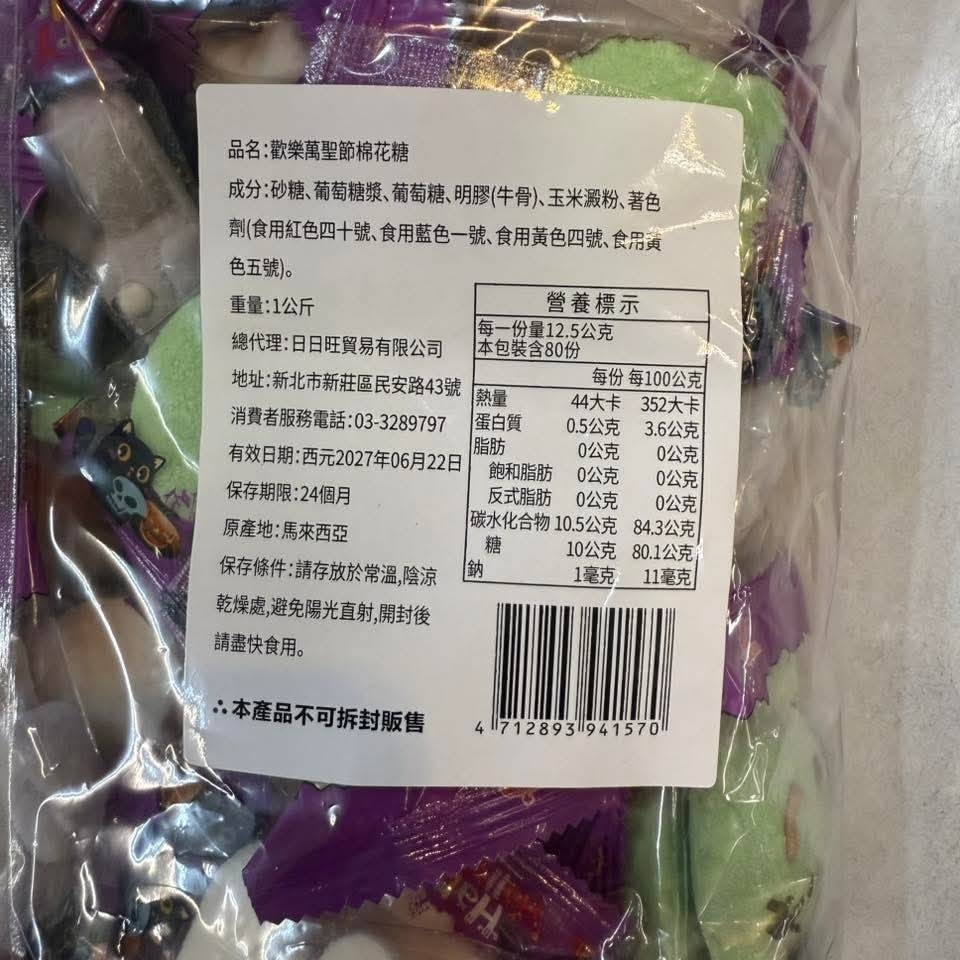 品名:歡樂萬聖節棉花糖
成分:砂糖、葡萄糖漿、葡萄糖、明膠(牛骨)、玉米澱粉、著色
劑(食用紅色四十號、食用藍色一號、食用黃色四號、食用黃
色五號)。
重量:1公斤
總代理:日日旺貿易有限公司
地址:新北市新莊區民安路43號
消費者服務電話:03-3289797
有效日期:西元2027年06月22日
保存期限:24個月
原產地:馬來西亞
保存條件:請存放於常溫,陰涼
乾燥處,避免陽光直射,開封後
請盡快食用。
∴本產品不可拆封販售
營養標示
每一份量12.5公克
本包裝含80份
每份 每100公克
熱量 44大卡 352大卡
蛋白質 0.5公克 3.6公克
脂肪 0公克 0公克
飽和脂肪 0公克 0公克
反式脂肪 0公克 0公克
碳水化合物 10.5公克 84.3公克
糖 10公克 80.1公克
鈉 1毫克 11毫克
4 712893 941570